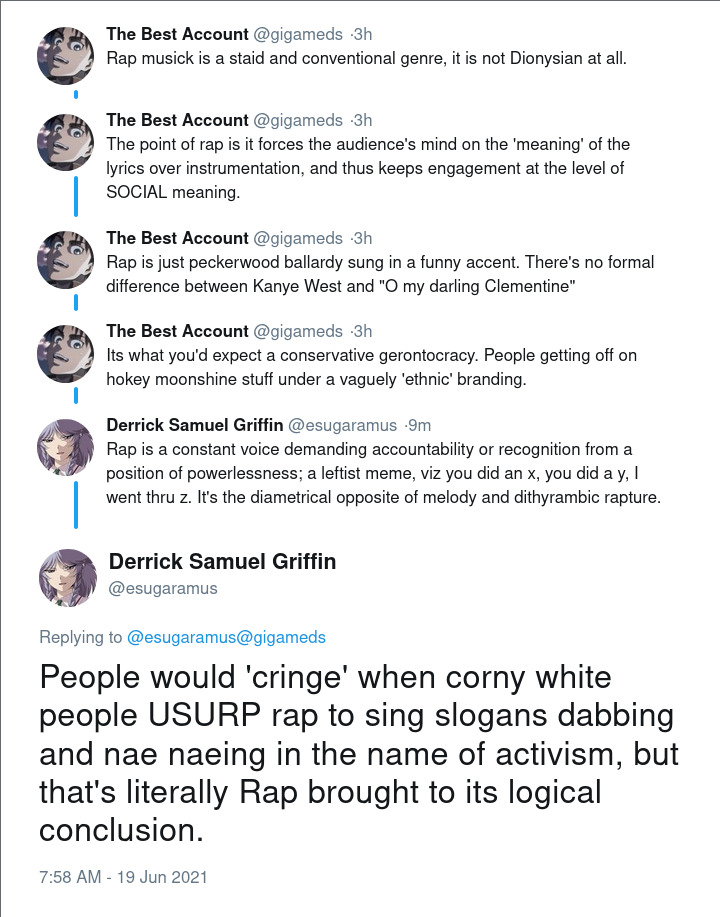 The Best Account @gigameds ·3h
Rap musick is a staid and conventional genre, it is not Dionysian at all.
The Best Account @gigameds ·3h
The point of rap is it forces the audience's mind on the 'meaning' of the
lyrics over instrumentation, and thus keeps engagement at the level of
SOCIAL meaning.
The Best Account @gigameds ·3h
Rap is just peckerwood ballardy sung in a funny accent. There's no formal
difference between Kanye West and "O my darling Clementine"
The Best Account @gigameds ·3h
Its what you'd expect a conservative gerontocracy. People getting off on
hokey moonshine stuff under a vaguely 'ethnic' branding.
Derrick Samuel Griffin @esugaramus ·9m
Rap is a constant voice demanding accountability or recognition from a
position of powerlessness; a leftist meme, viz you did an x, you did a y, I
went thru z. It's the diametrical opposite of melody and dithyrambic rapture.
Derrick Samuel Griffin
@esugaramus
Replying to @esugaramus@gigameds
People would 'cringe' when corny white
people USURP rap to sing slogans dabbing
and nae naeing in the name of activism, but
that's literally Rap brought to its logical
conclusion.
7:58 AM - 19 Jun 2021